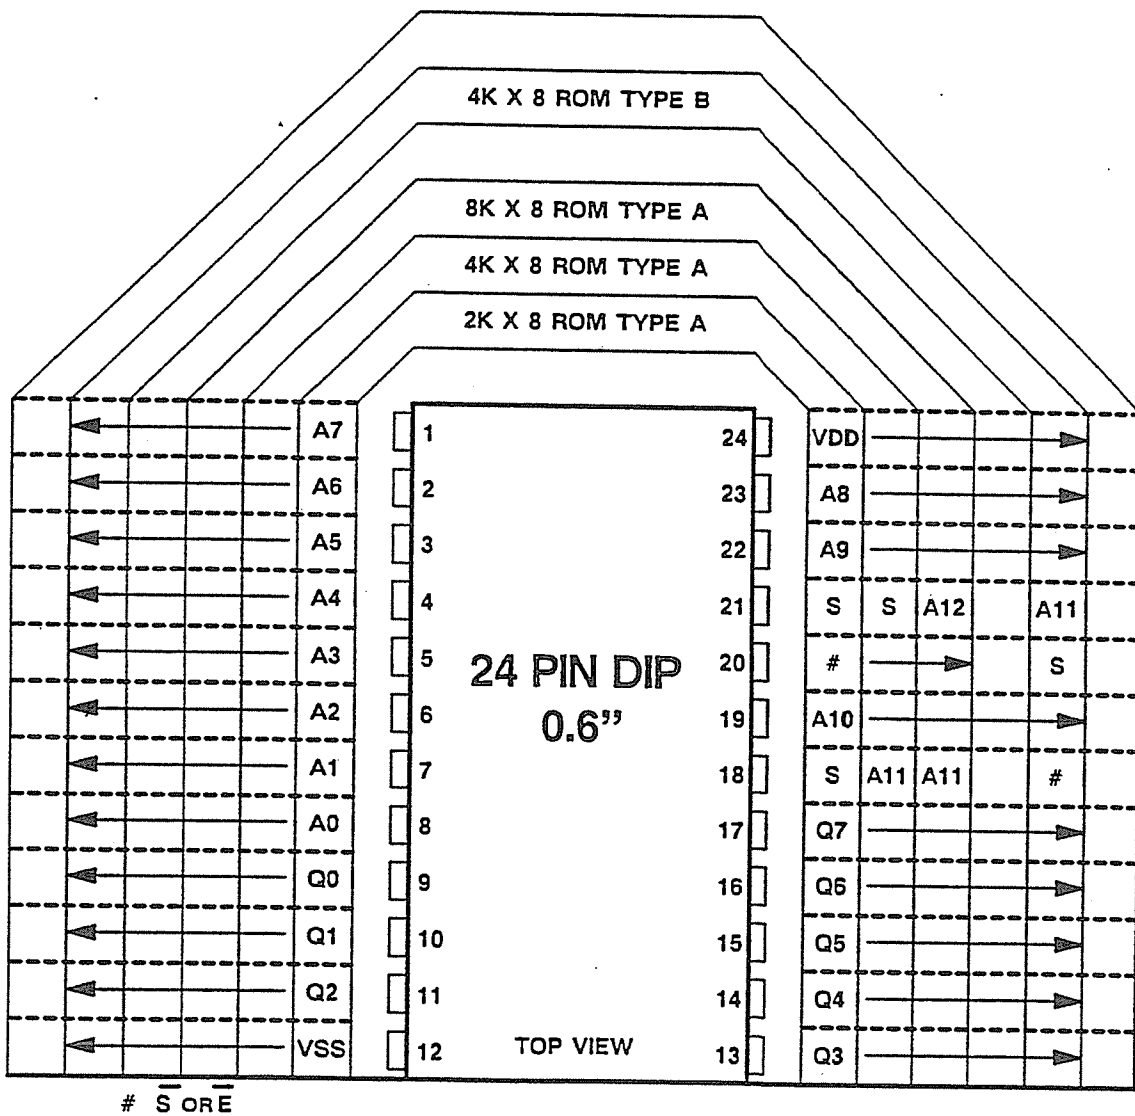 4K X 8 ROM TYPE B
8K X 8 ROM TYPE A
4K X 8 ROM TYPE A
2K X 8 ROM TYPE A
A7 1 24 VDD
A6 2 23 A8
A5 3 22 A9
A4 4 21 S S A12 A11
A3 5 20 # S
24 PIN DIP
A2 6 19 A10
0.6”
A1 7 18 S A11 A11 #
A0 8 17 Q7
Q0 9 16 Q6
Q1 10 15 Q5
Q2 11 14 Q4
VSS 12 TOP VIEW 13 Q3
# S̅ OR E̅